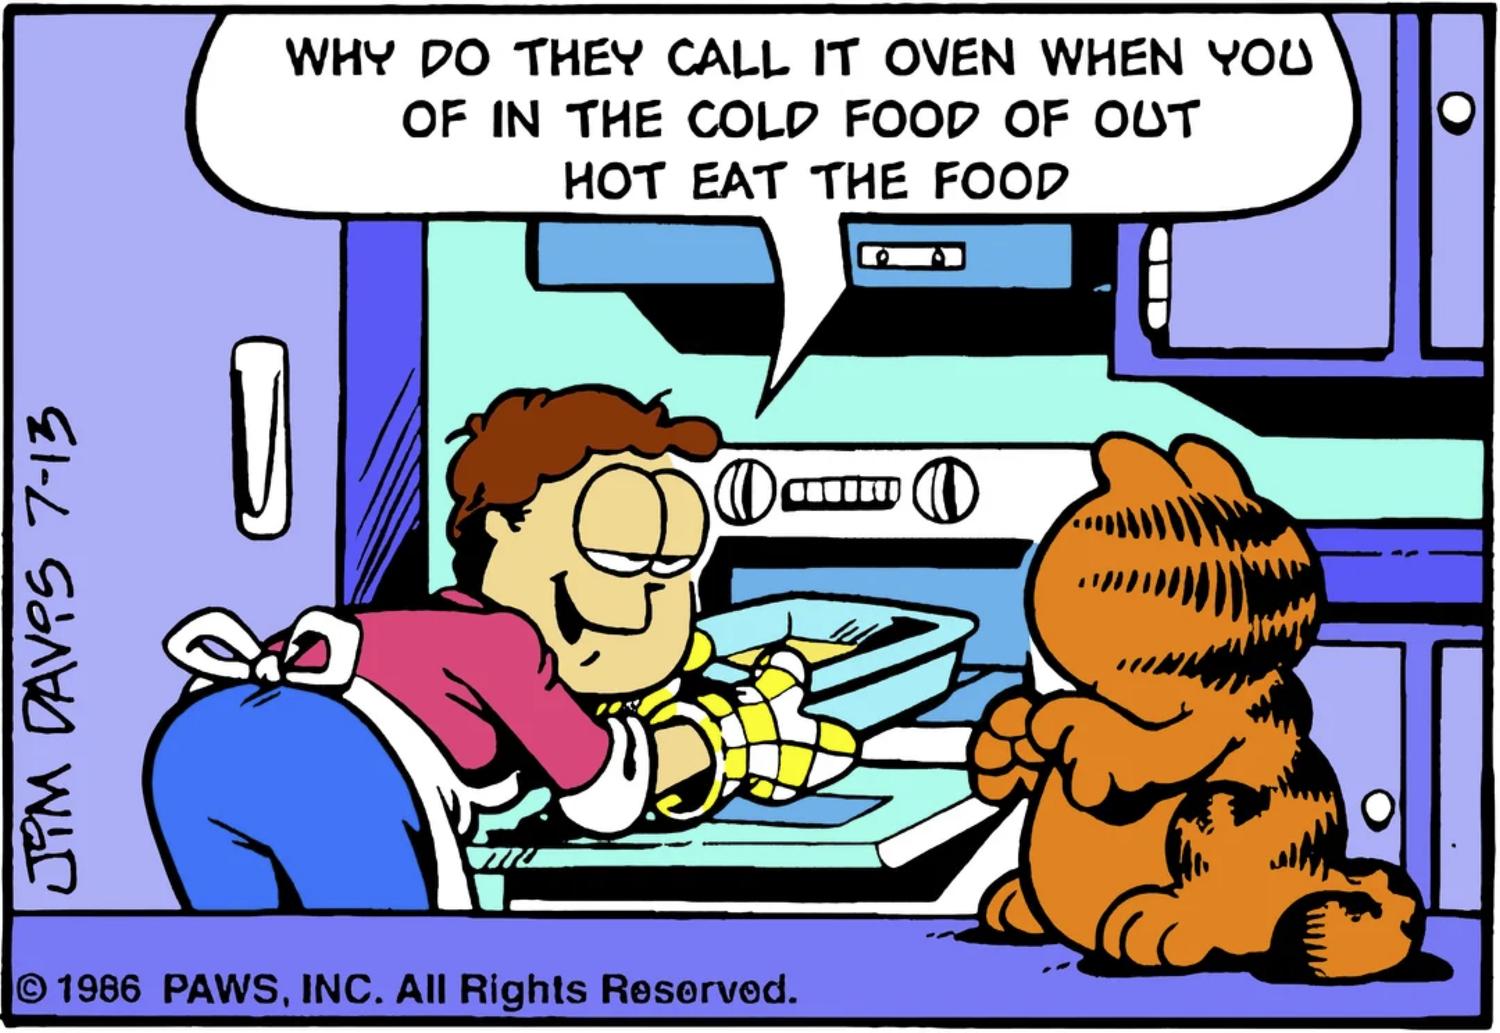 WHY DO THEY CALL IT OVEN WHEN YOU
OF IN THE COLD FOOD OF OUT
HOT EAT THE FOOD
JIM DAVIS 7-13
© 1986 PAWS, INC. All Rights Reserved.